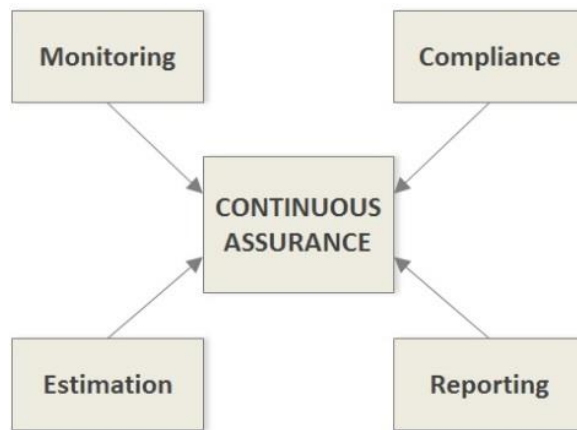 Monitoring
Compliance
CONTINUOUS
ASSURANCE
Estimation
Reporting